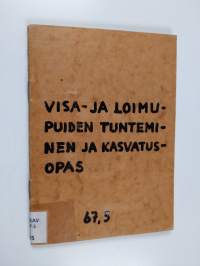 VISA- JA LOIMU-
PUIDEN TUNTEMI-
NEN JA KASVATUS-
OPAS
67,5